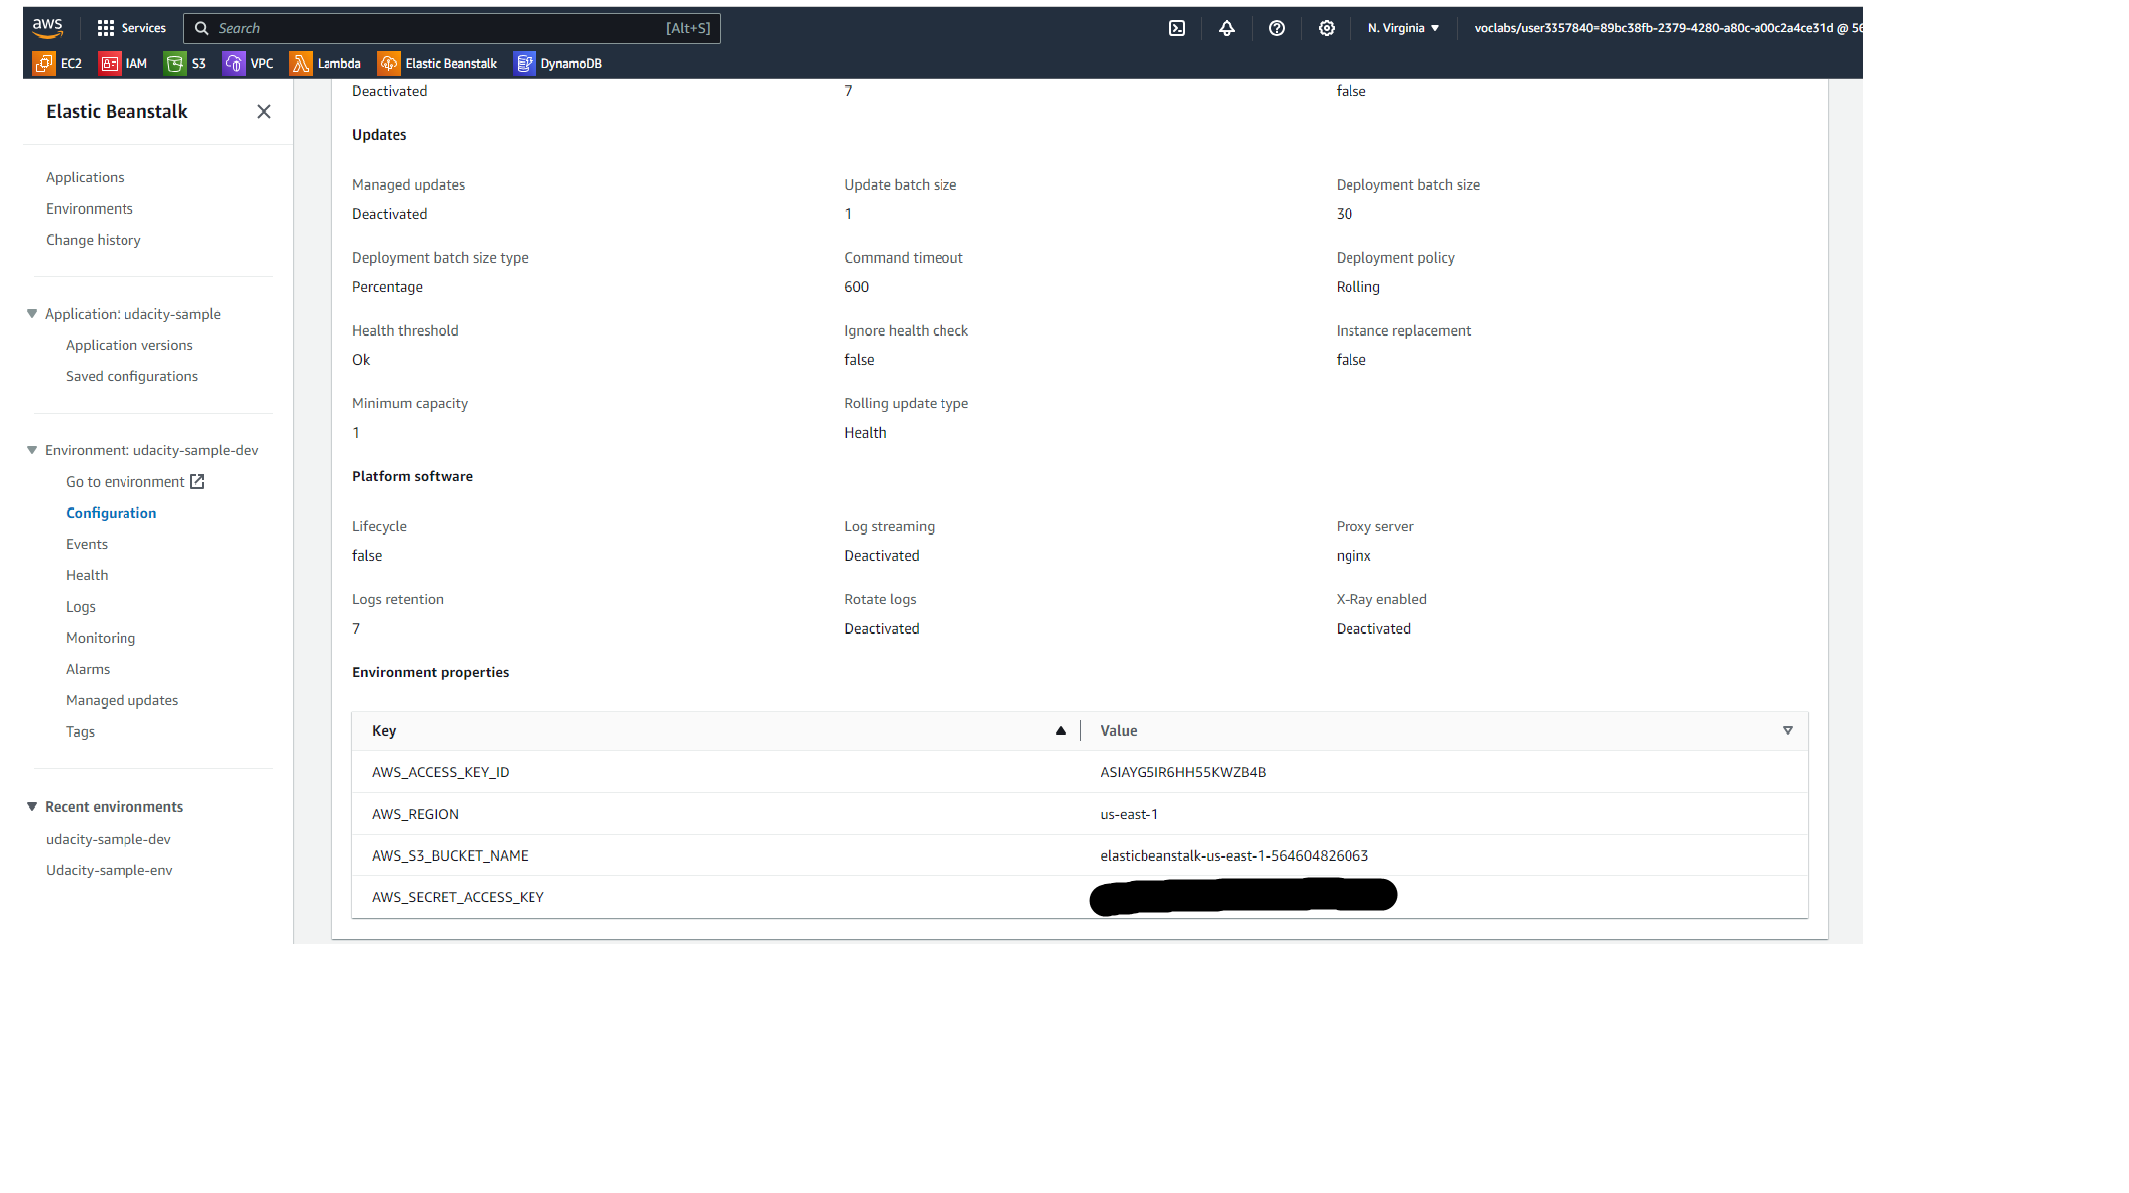 aws Services Search [Alt+S] N. Virginia voclabs/user3357840=89bc38fb-2379-4280-a80c-a00c2a4ce31d @ 56
EC2 IAM S3 VPC Lambda Elastic Beanstalk DynamoDB
Elastic Beanstalk
Applications
Environments
Change history
Application: udacity-sample
Application versions
Saved configurations
Environment: udacity-sample-dev
Go to environment
Configuration
Events
Health
Logs
Monitoring
Alarms
Managed updates
Tags
Recent environments
udacity-sample-dev
Udacity-sample-env
Deactivated 7 false
Updates
Managed updates Update batch size Deployment batch size
Deactivated 1 30
Deployment batch size type Command timeout Deployment policy
Percentage 600 Rolling
Health threshold Ignore health check Instance replacement
Ok false false
Minimum capacity Rolling update type
1 Health
Platform software
Lifecycle Log streaming Proxy server
false Deactivated nginx
Logs retention Rotate logs X-Ray enabled
7 Deactivated Deactivated
Environment properties
Key Value
AWS_ACCESS_KEY_ID ASIAYG5IR6HH55KWZB4B
AWS_REGION us-east-1
AWS_S3_BUCKET_NAME elasticbeanstalk-us-east-1-564604826063
AWS_SECRET_ACCESS_KEY